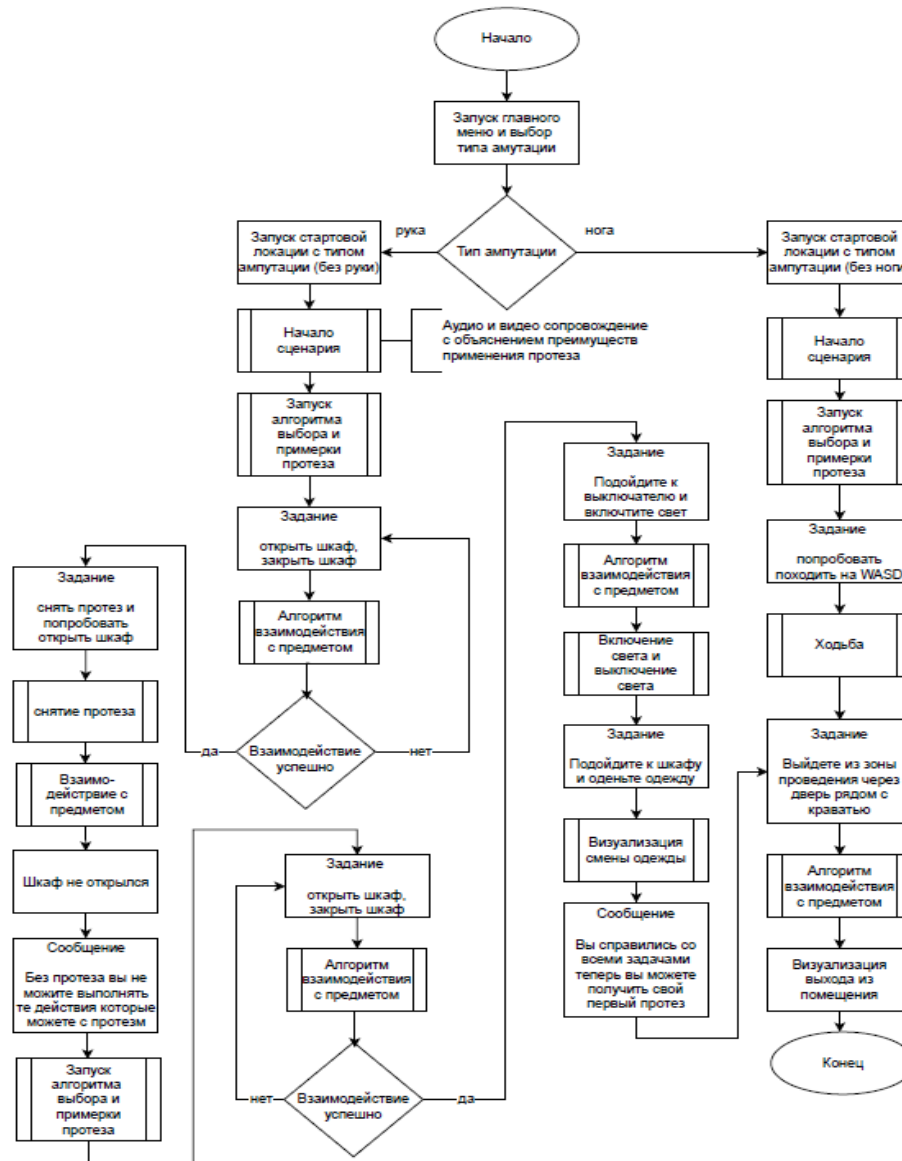 Начало
Запуск главного
меню и выбор
типа амутации
Тип ампутации
рука
нога
Запуск стартовой
локации с типом
ампутации (без руки)
Начало
сценария
Аудио и видео сопровождение
с объяснением преимуществ
применения протеза
Запуск
алгоритма
выбора и
примерки
протеза
Задание
открыть шкаф,
закрыть шкаф
Алгоритм
взаимодействия
с предметом
Взаимодействие
успешно
да
нет
Задание
снять протез и
попробовать
открыть шкаф
снятие протеза
Взаимо-
действрие с
предметом
Шкаф не открылся
Сообщение
Без протеза вы не
можите выполнять
те действия которые
можете с протезм
Запуск
алгоритма
выбора и
примерки
протеза
Задание
открыть шкаф,
закрыть шкаф
Алгоритм
взаимодействия
с предметом
Взаимодействие
успешно
нет
да
Задание
Подойдите к
выключателю и
включтите свет
Алгоритм
взаимодействия
с предметом
Включение
света и
выключение
света
Задание
Подойдите к шкафу
и оденьте одежду
Визуализация
смены одежды
Сообщение
Вы справились со
всеми задачами
теперь вы можете
получить свой
первый протез
Запуск стартовой
локации с типом
ампутации (без ноги
Начало
сценария
Запуск
алгоритма
выбора и
примерки
протеза
Задание
попробовать
походить на WASD
Ходьба
Задание
Выйдете из зоны
проведения через
дверь рядом с
краватью
Алгоритм
взаимодействия
с предметом
Визуализация
выхода из
помещения
Конец